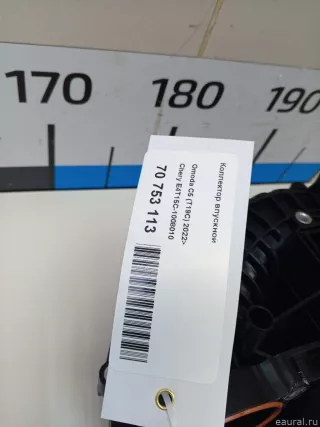 170 180 190
Коллектор впускной
Omoda C5 (T19C) 2022>
Chery E4T15C-1008010
70 753 113
eaural.ru